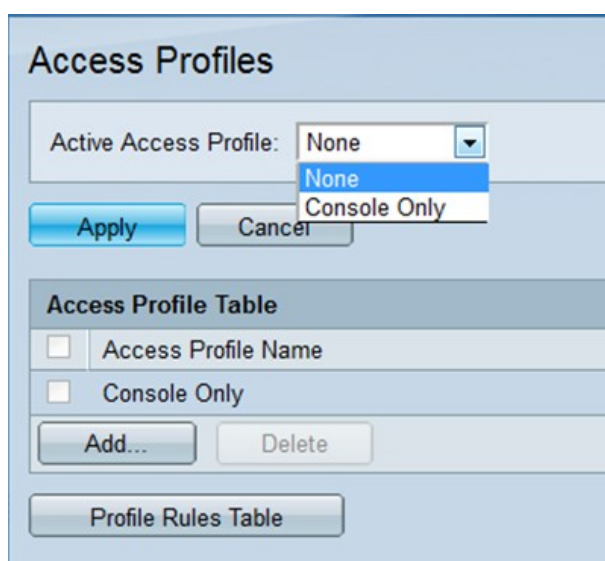 Access Profiles
Active Access Profile: None
None
Console Only
Apply Cancel
Access Profile Table
Access Profile Name
Console Only
Add... Delete
Profile Rules Table